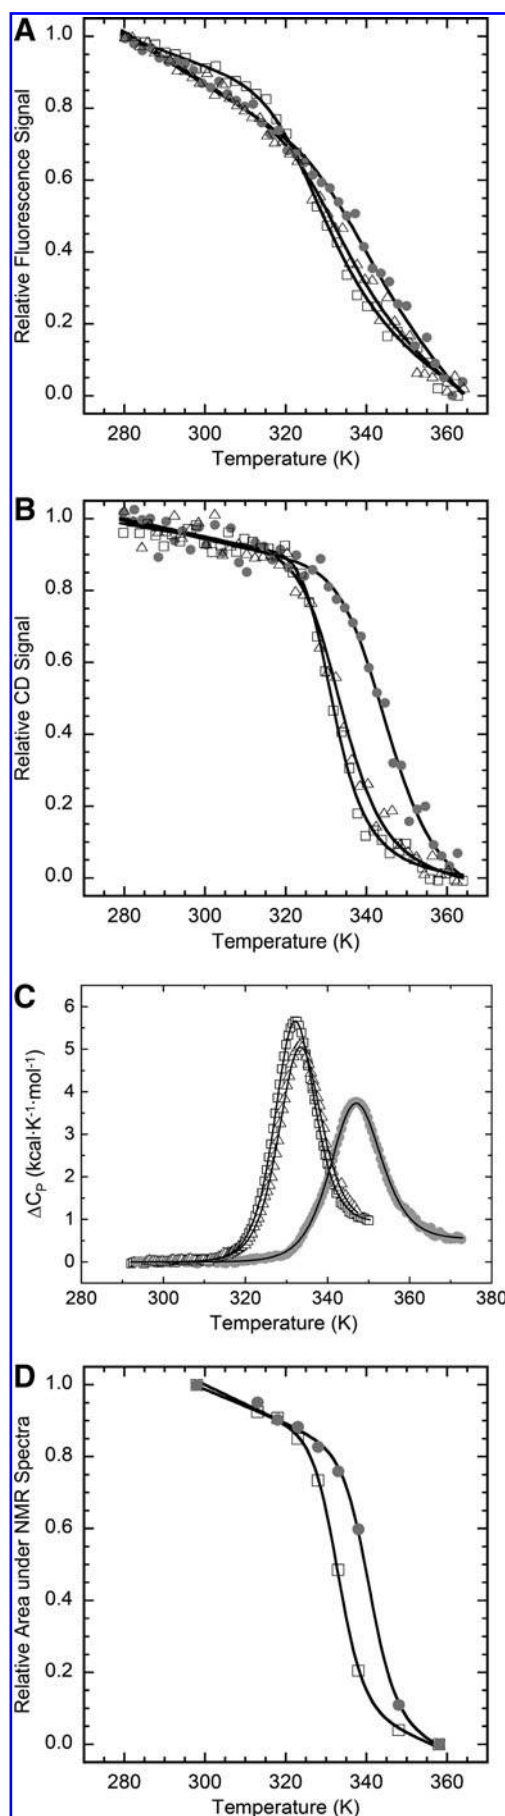 A
Relative Fluorescence Signal
1.0
0.8
0.6
0.4
0.2
0.0
280 300 320 340 360
Temperature (K)
B
Relative CD Signal
1.0
0.8
0.6
0.4
0.2
0.0
280 300 320 340 360
Temperature (K)
C
ΔCP (kcal·K-1·mol-1)
6
5
4
3
2
1
0
280 300 320 340 360 380
Temperature (K)
D
Relative Area under NMR Spectra
1.0
0.8
0.6
0.4
0.2
0.0
280 300 320 340 360
Temperature (K)